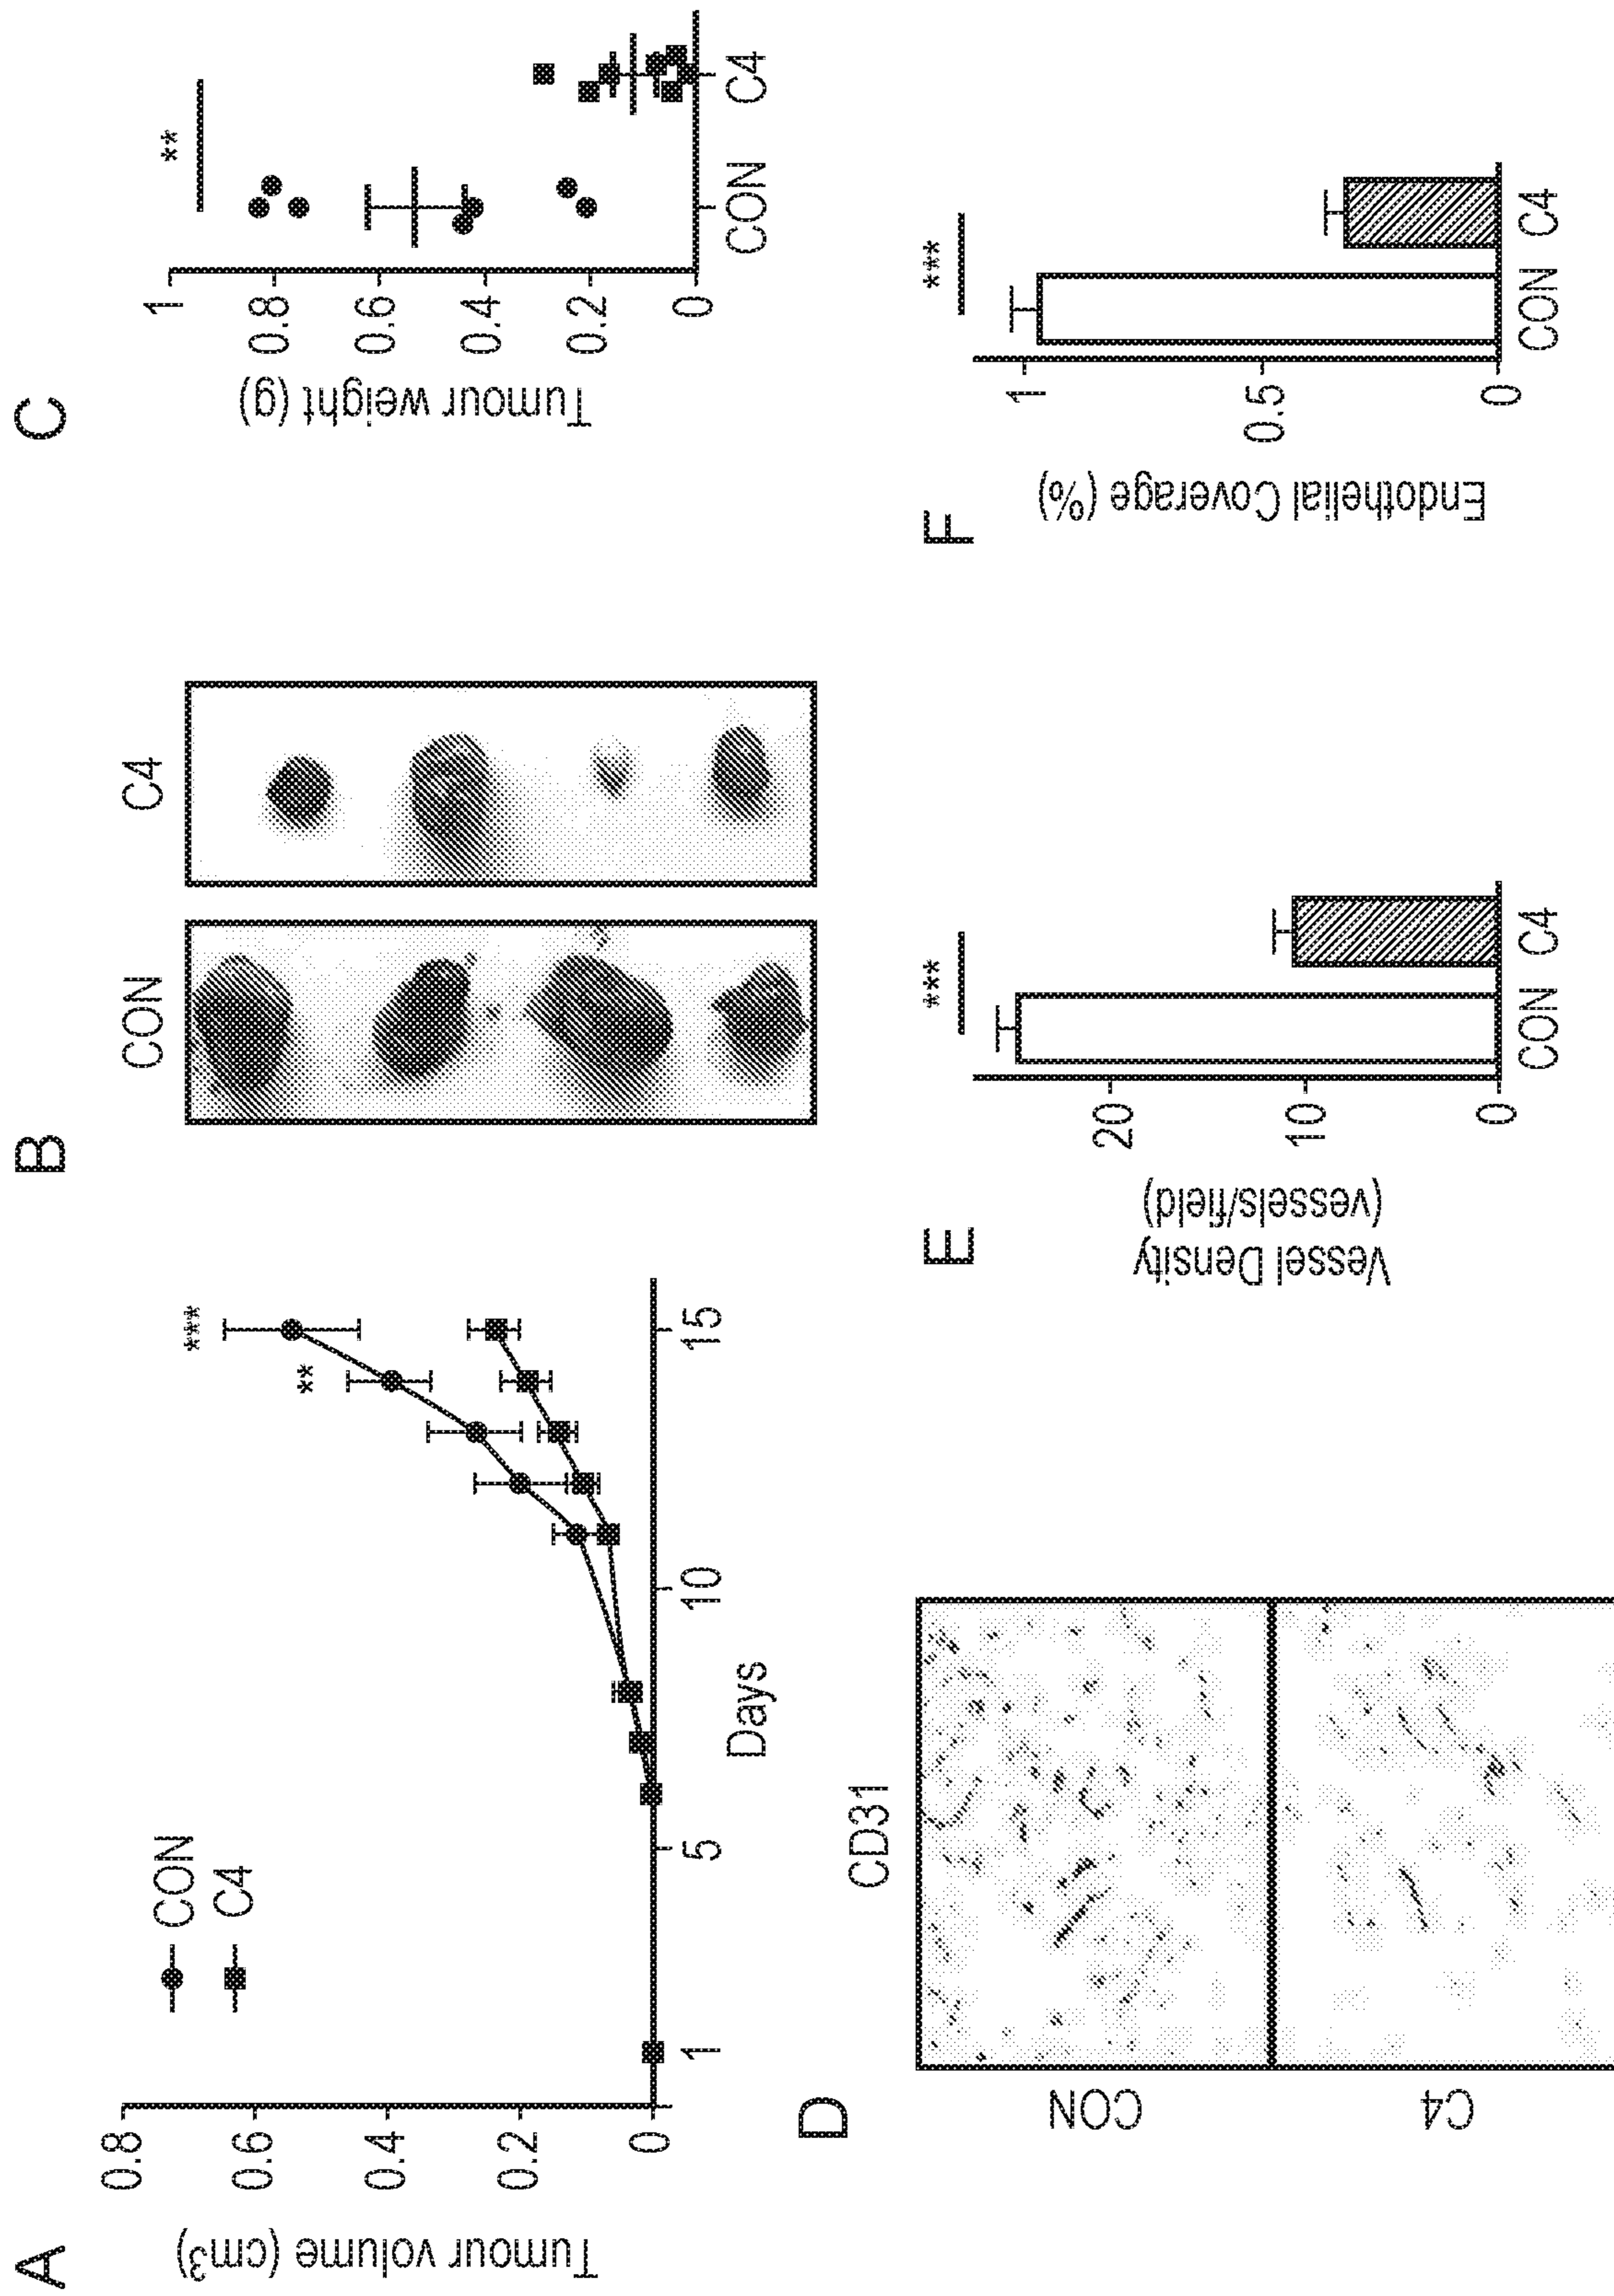 A
Tumour volume (cm³)
0.8
0.6
0.4
0.2
0
1
5
10
15
Days
CON
C4
**
***
B
CON
C4
C
Tumour weight (g)
1
0.8
0.6
0.4
0.2
0
CON
C4
**
D
CD31
CON
C4
E
Vessel Density
(vessels/field)
20
10
0
CON
C4
***
F
Endothelial Coverage (%)
1
0.5
0
CON
C4
***